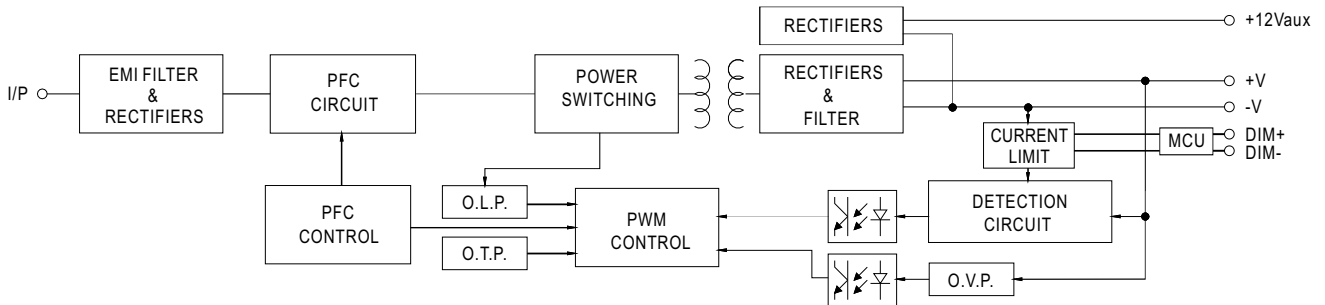 RECTIFIERS
+12Vaux
I/P
EMI FILTER
&
RECTIFIERS
PFC
CIRCUIT
POWER
SWITCHING
RECTIFIERS
&
FILTER
+V
-V
CURRENT
LIMIT
MCU
DIM+
DIM-
PFC
CONTROL
O.L.P.
O.T.P.
PWM
CONTROL
DETECTION
CIRCUIT
O.V.P.